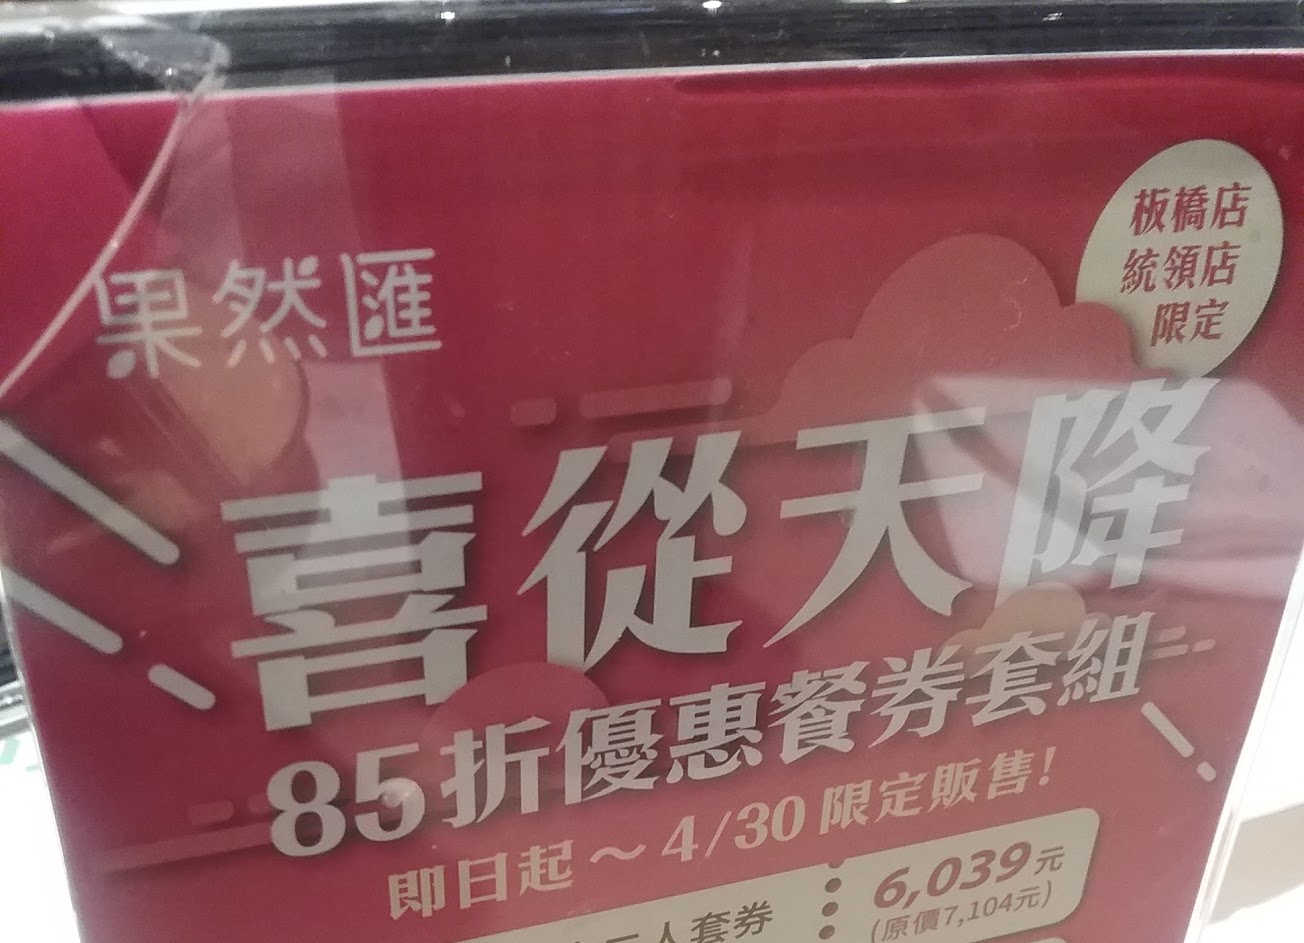 果然匯
板橋店
統領店
限定
喜從天降
85折優惠餐券套組
即日起～4/30 限定販售！
二人套券
6,039元
(原價7,104元)